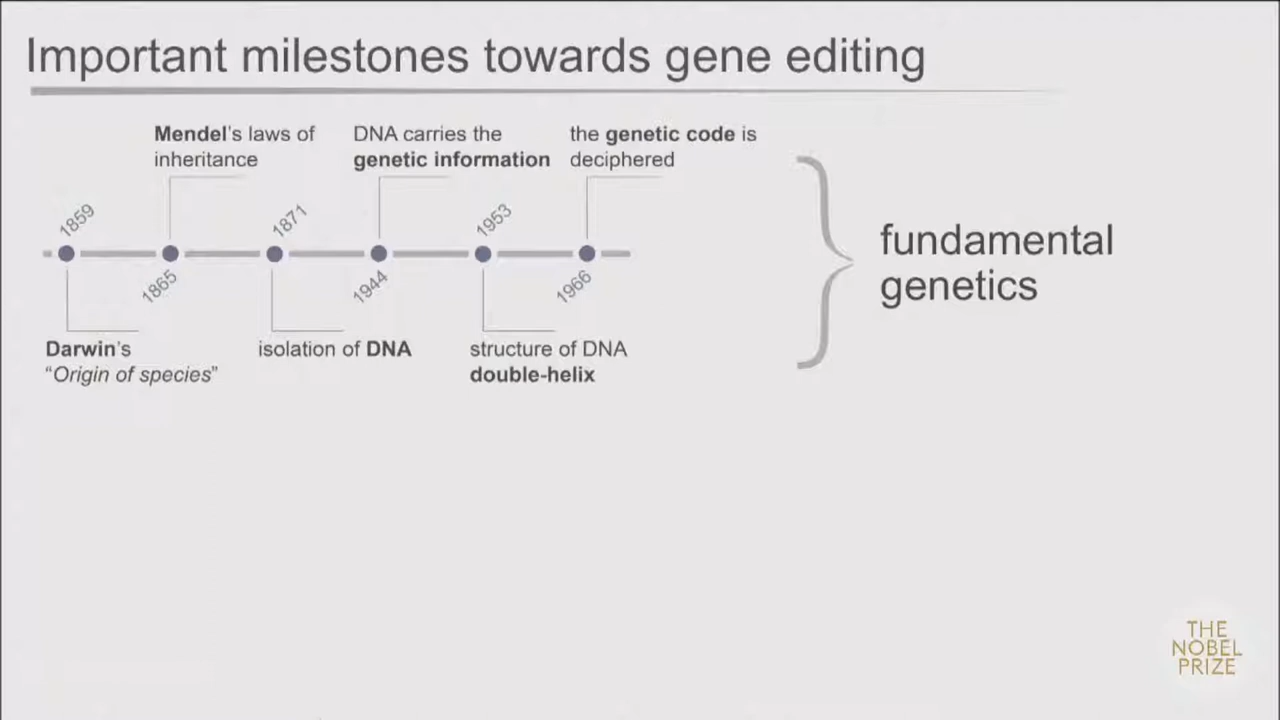 Important milestones towards gene editing
Mendel's laws of
inheritance
DNA carries the
genetic information
the genetic code is
deciphered
1859
1871
1953
1865
1944
1966
Darwin's
“Origin of species”
isolation of DNA
structure of DNA
double-helix
fundamental
genetics
THE
NOBEL
PRIZE